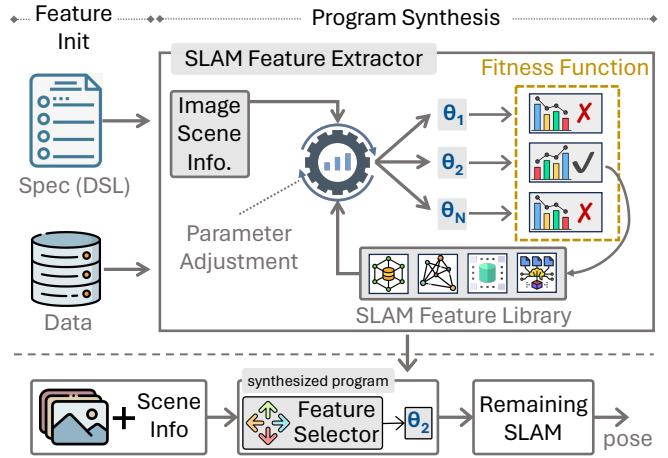 Feature
Init
Program Synthesis
SLAM Feature Extractor
Fitness Function
Image
Scene
Info.
θ1
θ2
θN
✗
✓
✗
Spec (DSL)
Parameter
Adjustment
Data
SLAM Feature Library
synthesized program
+
Scene
Info
Feature
Selector
θ2
Remaining
SLAM
pose